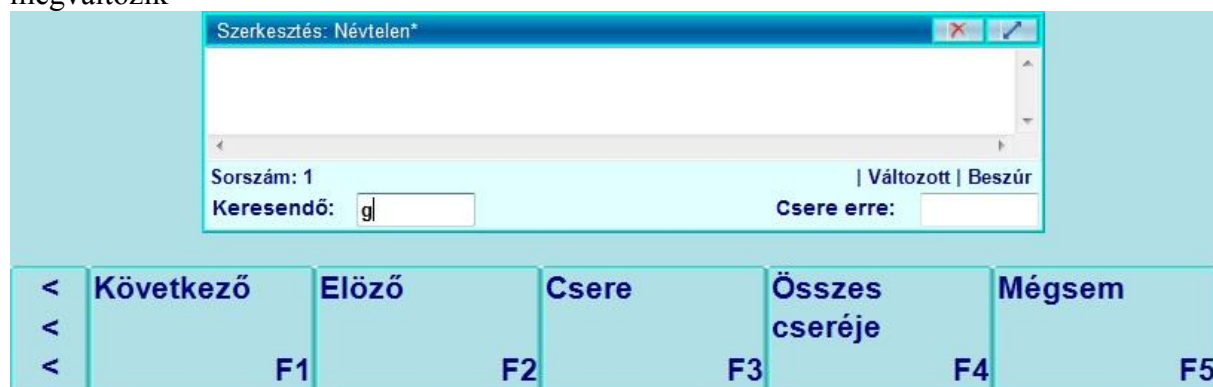 megváltozik
Szerkesztés: Névtelen*
Sorszám: 1 | Változott | Beszúr
Keresendő: g Csere erre:
< Következő Elöző Csere Összes Mégsem
< cseréje
< F1 F2 F3 F4 F5